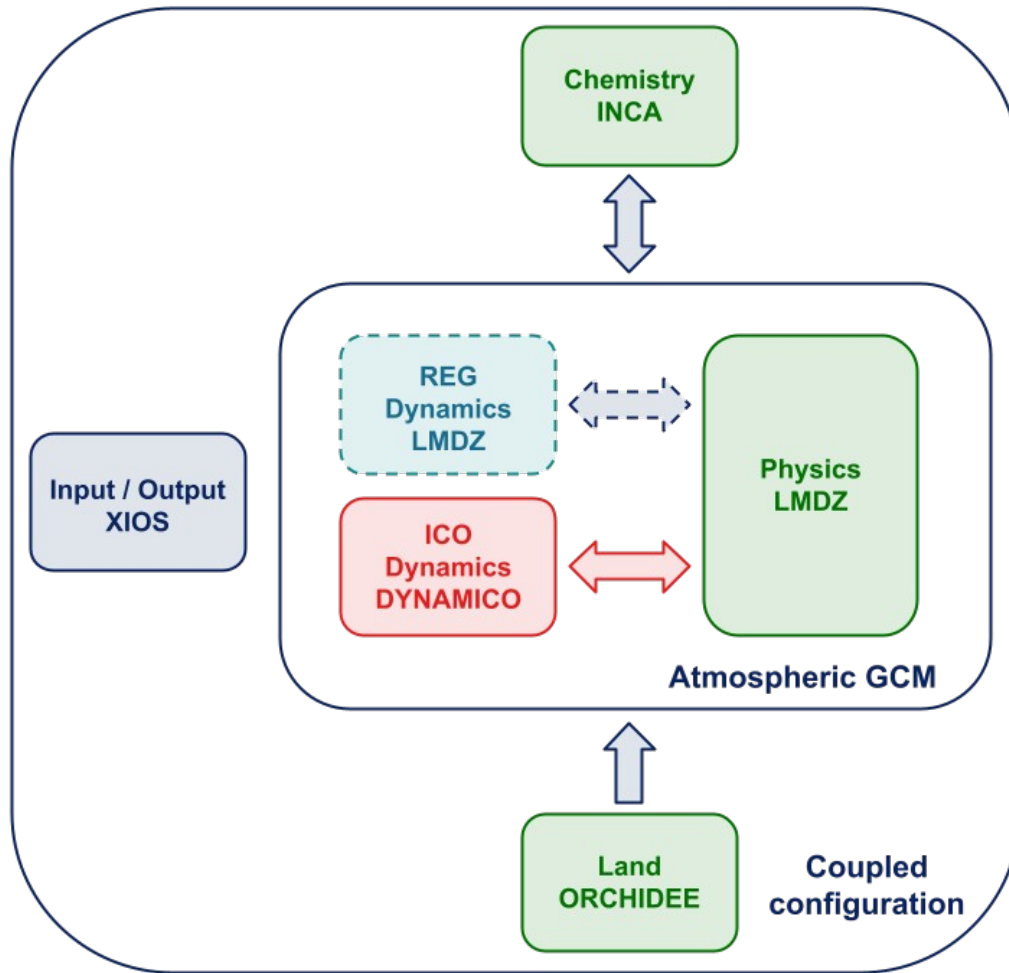 Chemistry
INCA
REG
Dynamics
LMDZ
Physics
LMDZ
Input / Output
XIOS
ICO
Dynamics
DYNAMICO
Atmospheric GCM
Land
ORCHIDEE
Coupled
configuration